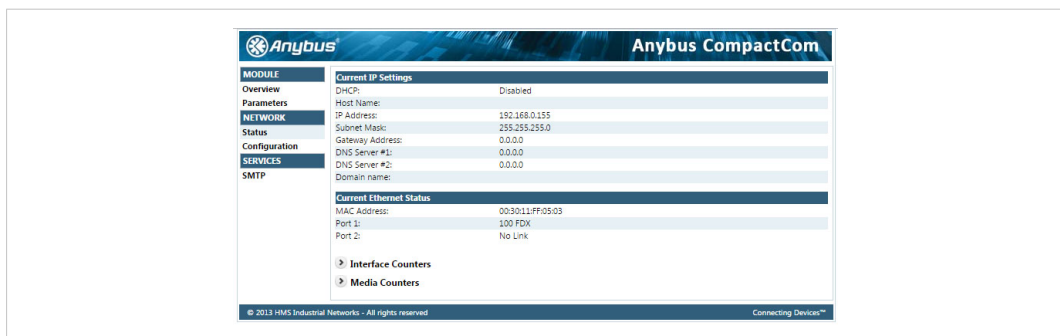 Anybus®
Anybus CompactCom
MODULE
Overview
Parameters
NETWORK
Status
Configuration
SERVICES
SMTP
Current IP Settings
DHCP: Disabled
Host Name:
IP Address: 192.168.0.155
Subnet Mask: 255.255.255.0
Gateway Address: 0.0.0.0
DNS Server #1: 0.0.0.0
DNS Server #2: 0.0.0.0
Domain name:
Current Ethernet Status
MAC Address: 00:30:11:FF:05:03
Port 1: 100 FDX
Port 2: No Link
Interface Counters
Media Counters
© 2013 HMS Industrial Networks - All rights reserved
Connecting Devices™